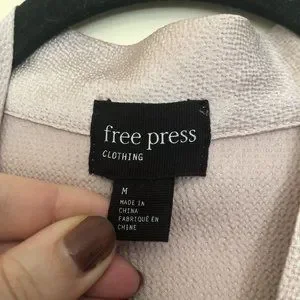 free press
CLOTHING
M
MADE IN
CHINA
FABRIQUÉ EN
CHINE